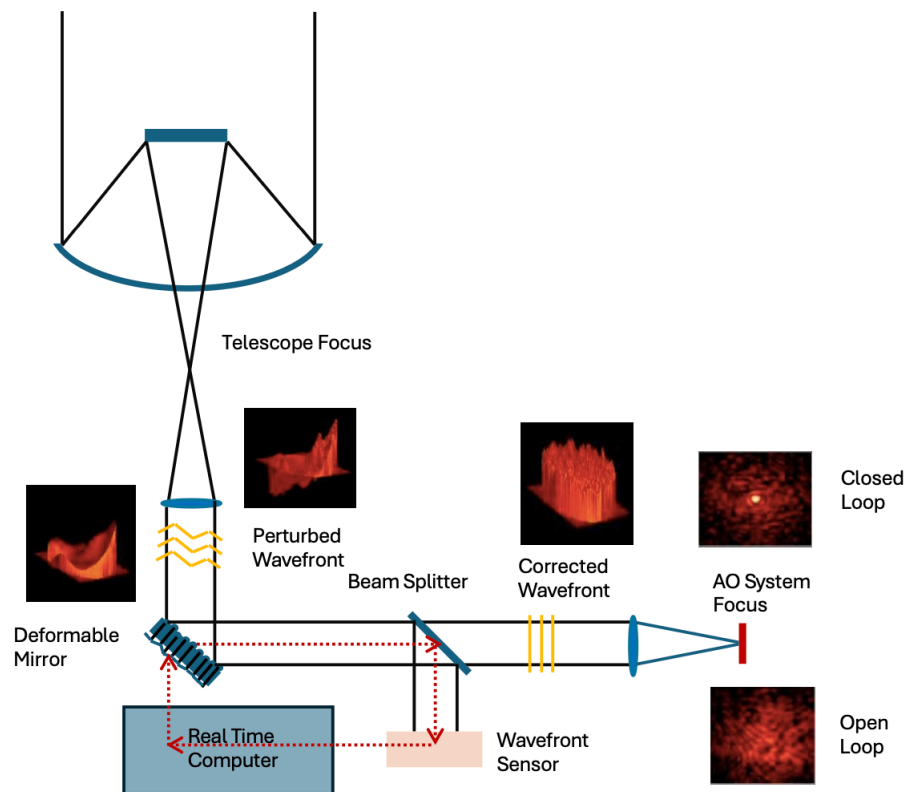 Telescope Focus
Perturbed
Wavefront
Deformable
Mirror
Beam Splitter
Corrected
Wavefront
Closed
Loop
AO System
Focus
Real Time
Computer
Wavefront
Sensor
Open
Loop